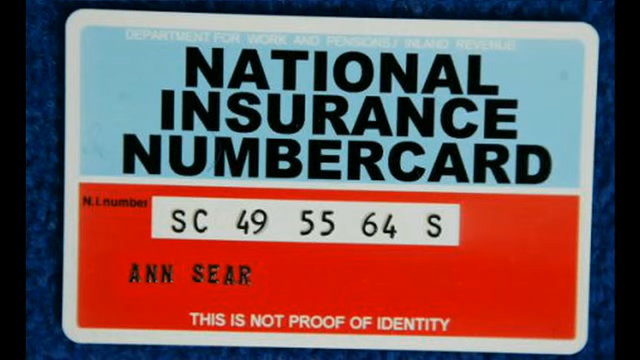 DEPARTMENT FOR WORK AND PENSIONS / INLAND REVENUE
NATIONAL
INSURANCE
NUMBERCARD
N.I.number
SC 49 55 64 S
ANN SEAR
THIS IS NOT PROOF OF IDENTITY